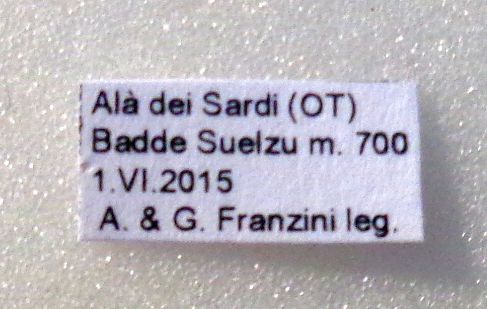 Alà dei Sardi (OT)
Badde Suelzu m. 700
1.VI.2015
A. & G. Franzini leg.